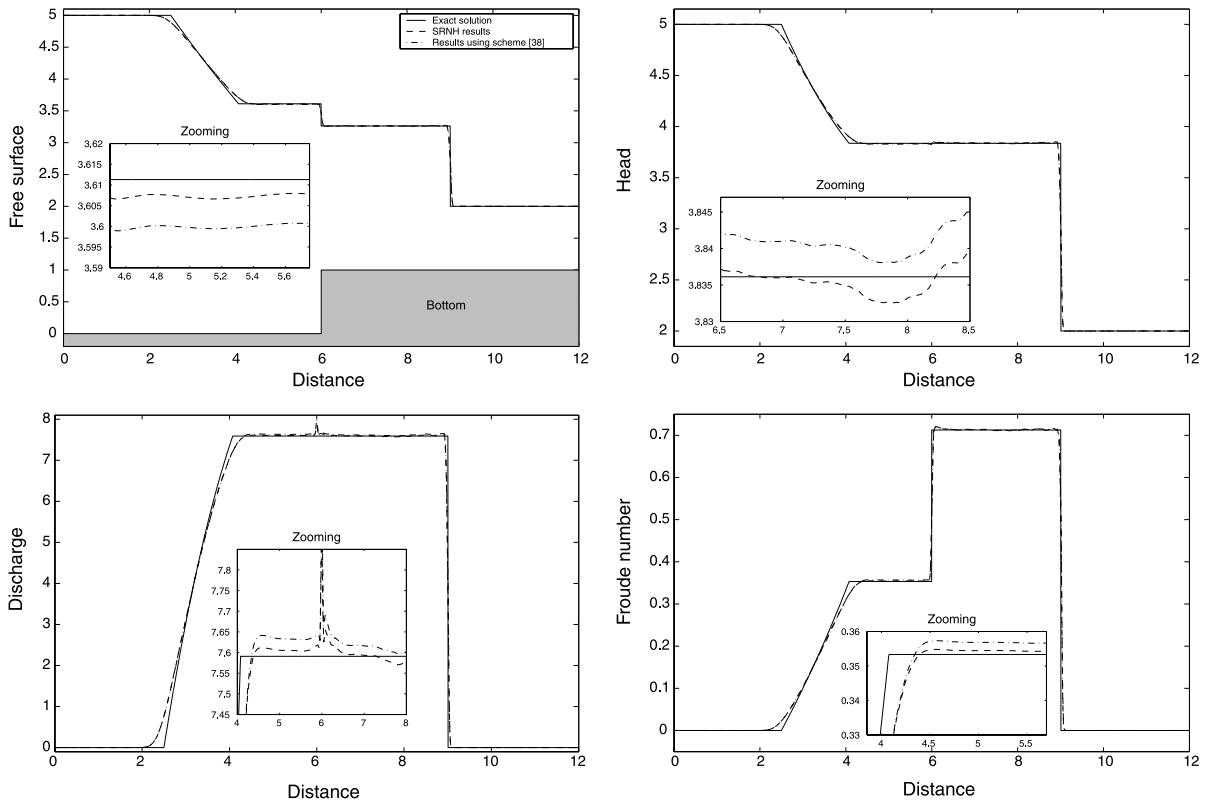 Free surface
5
4.5
4
3.5
3
2.5
2
1.5
1
0.5
0
Exact solution
SRNH results
Results using scheme [38]
Zooming
3,62
3,615
3,61
3,605
3,6
3,595
3,59
4,6 4,8 5 5.2 5.4 5.6
Bottom
0 2 4 6 8 10 12
Distance
Head
5
4.5
4
3.5
3
2.5
2
Zooming
3,845
3,84
3,835
3,83
6,5 7 7,5 8 8,5
0 2 4 6 8 10 12
Distance
Discharge
8
7
6
5
4
3
2
1
0
Zooming
7,8
7,75
7,7
7,65
7,6
7,55
7,5
7,45
4 5 6 7 8
0 2 4 6 8 10 12
Distance
Froude number
0.7
0.6
0.5
0.4
0.3
0.2
0.1
0
Zooming
0.36
0.35
0.34
0.33
4 4.5 5 5.5
0 2 4 6 8 10 12
Distance